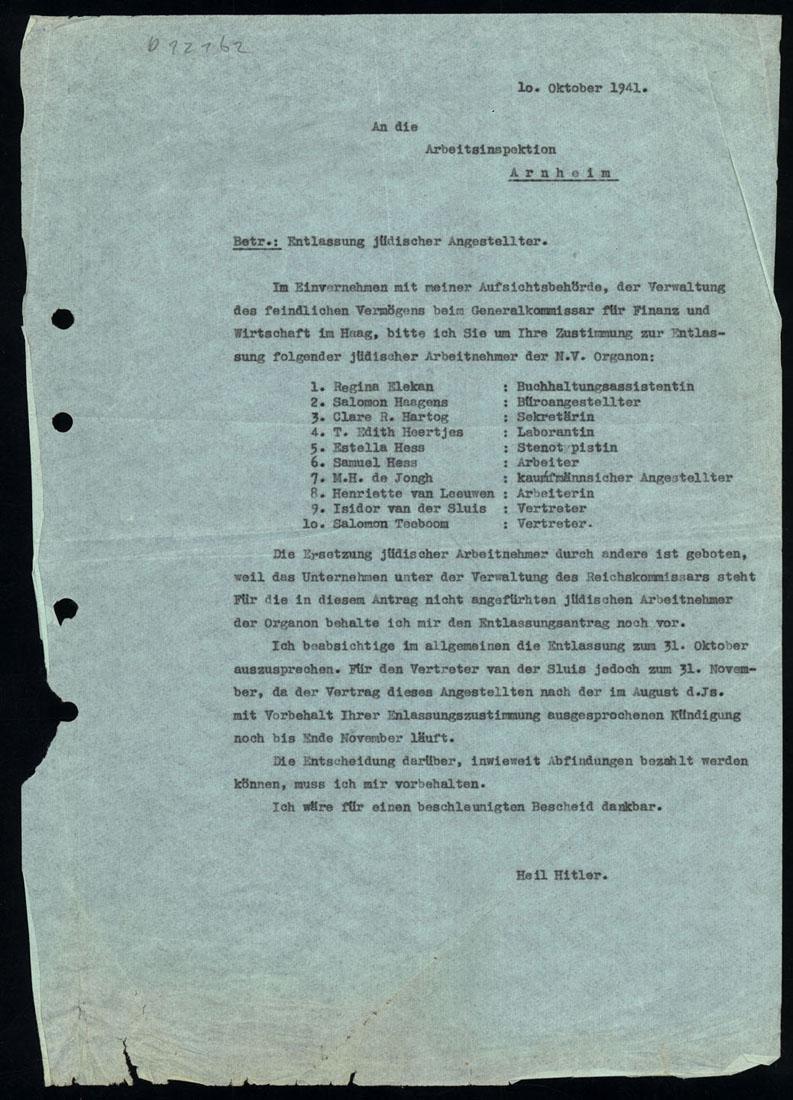 012162
lo. Oktober 1941.
An die
Arbeitsinspektion
Arnheim
Betr.: Entlassung jüdischer Angestellter.
Im Einvernehmen mit meiner Aufsichtsbehörde, der Verwaltung
des feindlichen Vermögens beim Generalkommissar für Finanz und
Wirtschaft im Haag, bitte ich Sie um Ihre Zustimmung zur Entlas-
sung folgender jüdischer Arbeitnehmer der N.V. Organon:
1. Regina Elekan : Buchhaltungsassistentin
2. Salomon Haagens : Büroangestellter
3. Clare R. Hartog : Sekretärin
4. T. Edith Heertjes : Laborantin
5. Estella Hess : Stenotypistin
6. Samuel Hess : Arbeiter
7. M.H. de Jongh : kaufmännsicher Angestellter
8. Henriette van Leeuwen : Arbeiterin
9. Isidor van der Sluis : Vertreter
lo. Salomon Teeboom : Vertreter.
Die Ersetzung jüdischer Arbeitnehmer durch andere ist geboten,
weil das Unternehmen unter der Verwaltung des Reichskommissars steht
Für die in diesem Antrag nicht angefürhten jüdischen Arbeitnehmer
der Organon behalte ich mir den Entlassungsantrag noch vor.
Ich beabsichtige im allgemeinen die Entlassung zum 31. Oktober
auszusprechen. Für den Vertreter van der Sluis jedoch zum 31. Novem-
ber, da der Vertrag dieses Angestellten nach der im August d.Js.
mit Vorbehalt Ihrer Enlassungszustimmung ausgesprochenen Kündigung
noch bis Ende November läuft.
Die Entscheidung darüber, inwieweit Abfindungen bezahlt werden
können, muss ich mir vorbehalten.
Ich wäre für einen beschleunigten Bescheid dankbar.
Heil Hitler.